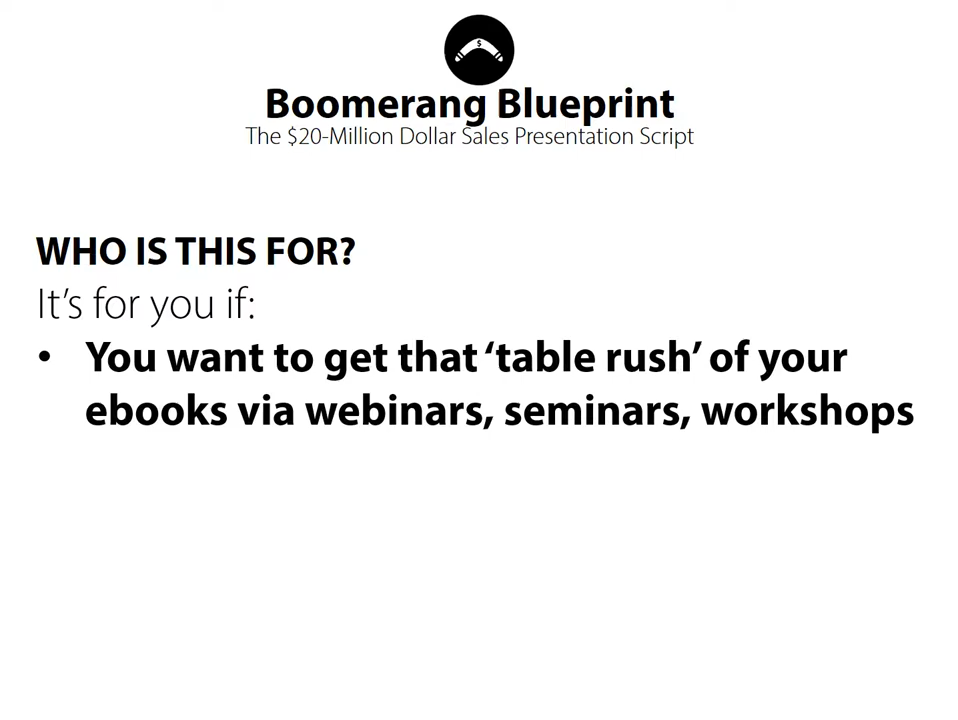 $
Boomerang Blueprint
The $20-Million Dollar Sales Presentation Script
WHO IS THIS FOR?
It’s for you if:
• You want to get that ‘table rush’ of your
ebooks via webinars, seminars, workshops